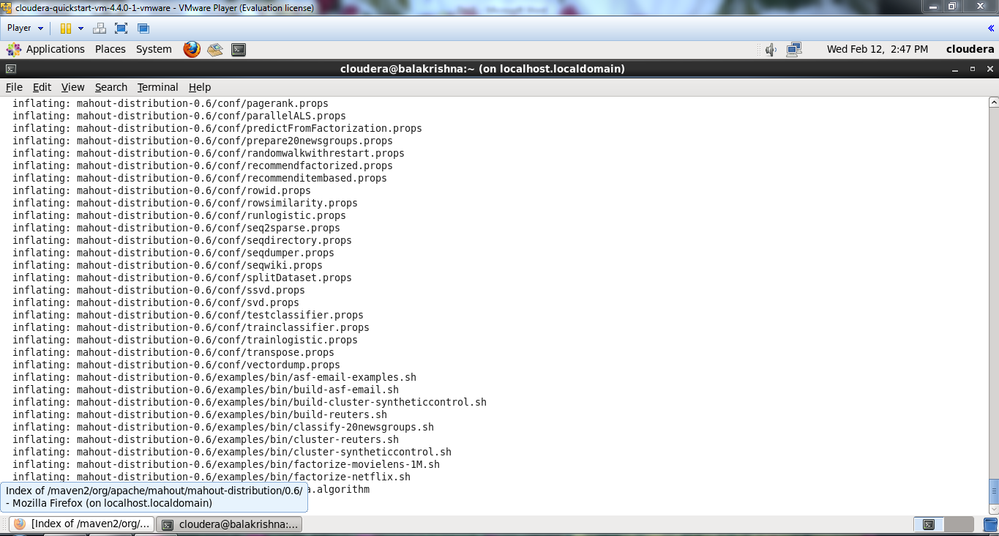 cloudera-quickstart-vm-4.4.0-1-vmware - VMware Player (Evaluation license)
Player
Applications Places System Wed Feb 12, 2:47 PM cloudera
cloudera@balakrishna:~ (on localhost.localdomain)
File Edit View Search Terminal Help
inflating: mahout-distribution-0.6/conf/pagerank.props
inflating: mahout-distribution-0.6/conf/parallelALS.props
inflating: mahout-distribution-0.6/conf/predictFromFactorization.props
inflating: mahout-distribution-0.6/conf/prepare20newsgroups.props
inflating: mahout-distribution-0.6/conf/randomwalkwithrestart.props
inflating: mahout-distribution-0.6/conf/recommendfactorized.props
inflating: mahout-distribution-0.6/conf/recommenditembased.props
inflating: mahout-distribution-0.6/conf/rowid.props
inflating: mahout-distribution-0.6/conf/rowsimilarity.props
inflating: mahout-distribution-0.6/conf/runlogistic.props
inflating: mahout-distribution-0.6/conf/seq2sparse.props
inflating: mahout-distribution-0.6/conf/seqdirectory.props
inflating: mahout-distribution-0.6/conf/seqdumper.props
inflating: mahout-distribution-0.6/conf/seqwiki.props
inflating: mahout-distribution-0.6/conf/splitDataset.props
inflating: mahout-distribution-0.6/conf/ssvd.props
inflating: mahout-distribution-0.6/conf/svd.props
inflating: mahout-distribution-0.6/conf/testclassifier.props
inflating: mahout-distribution-0.6/conf/trainclassifier.props
inflating: mahout-distribution-0.6/conf/trainlogistic.props
inflating: mahout-distribution-0.6/conf/transpose.props
inflating: mahout-distribution-0.6/conf/vectordump.props
inflating: mahout-distribution-0.6/examples/bin/asf-email-examples.sh
inflating: mahout-distribution-0.6/examples/bin/build-asf-email.sh
inflating: mahout-distribution-0.6/examples/bin/build-cluster-syntheticcontrol.sh
inflating: mahout-distribution-0.6/examples/bin/build-reuters.sh
inflating: mahout-distribution-0.6/examples/bin/classify-20newsgroups.sh
inflating: mahout-distribution-0.6/examples/bin/cluster-reuters.sh
inflating: mahout-distribution-0.6/examples/bin/cluster-syntheticcontrol.sh
inflating: mahout-distribution-0.6/examples/bin/factorize-movielens-1M.sh
inflating: mahout-distribution-0.6/examples/bin/factorize-netflix.sh
a.algorithm
Index of /maven2/org/apache/mahout/mahout-distribution/0.6/
- Mozilla Firefox (on localhost.localdomain)
[Index of /maven2/org/... cloudera@balakrishna:...